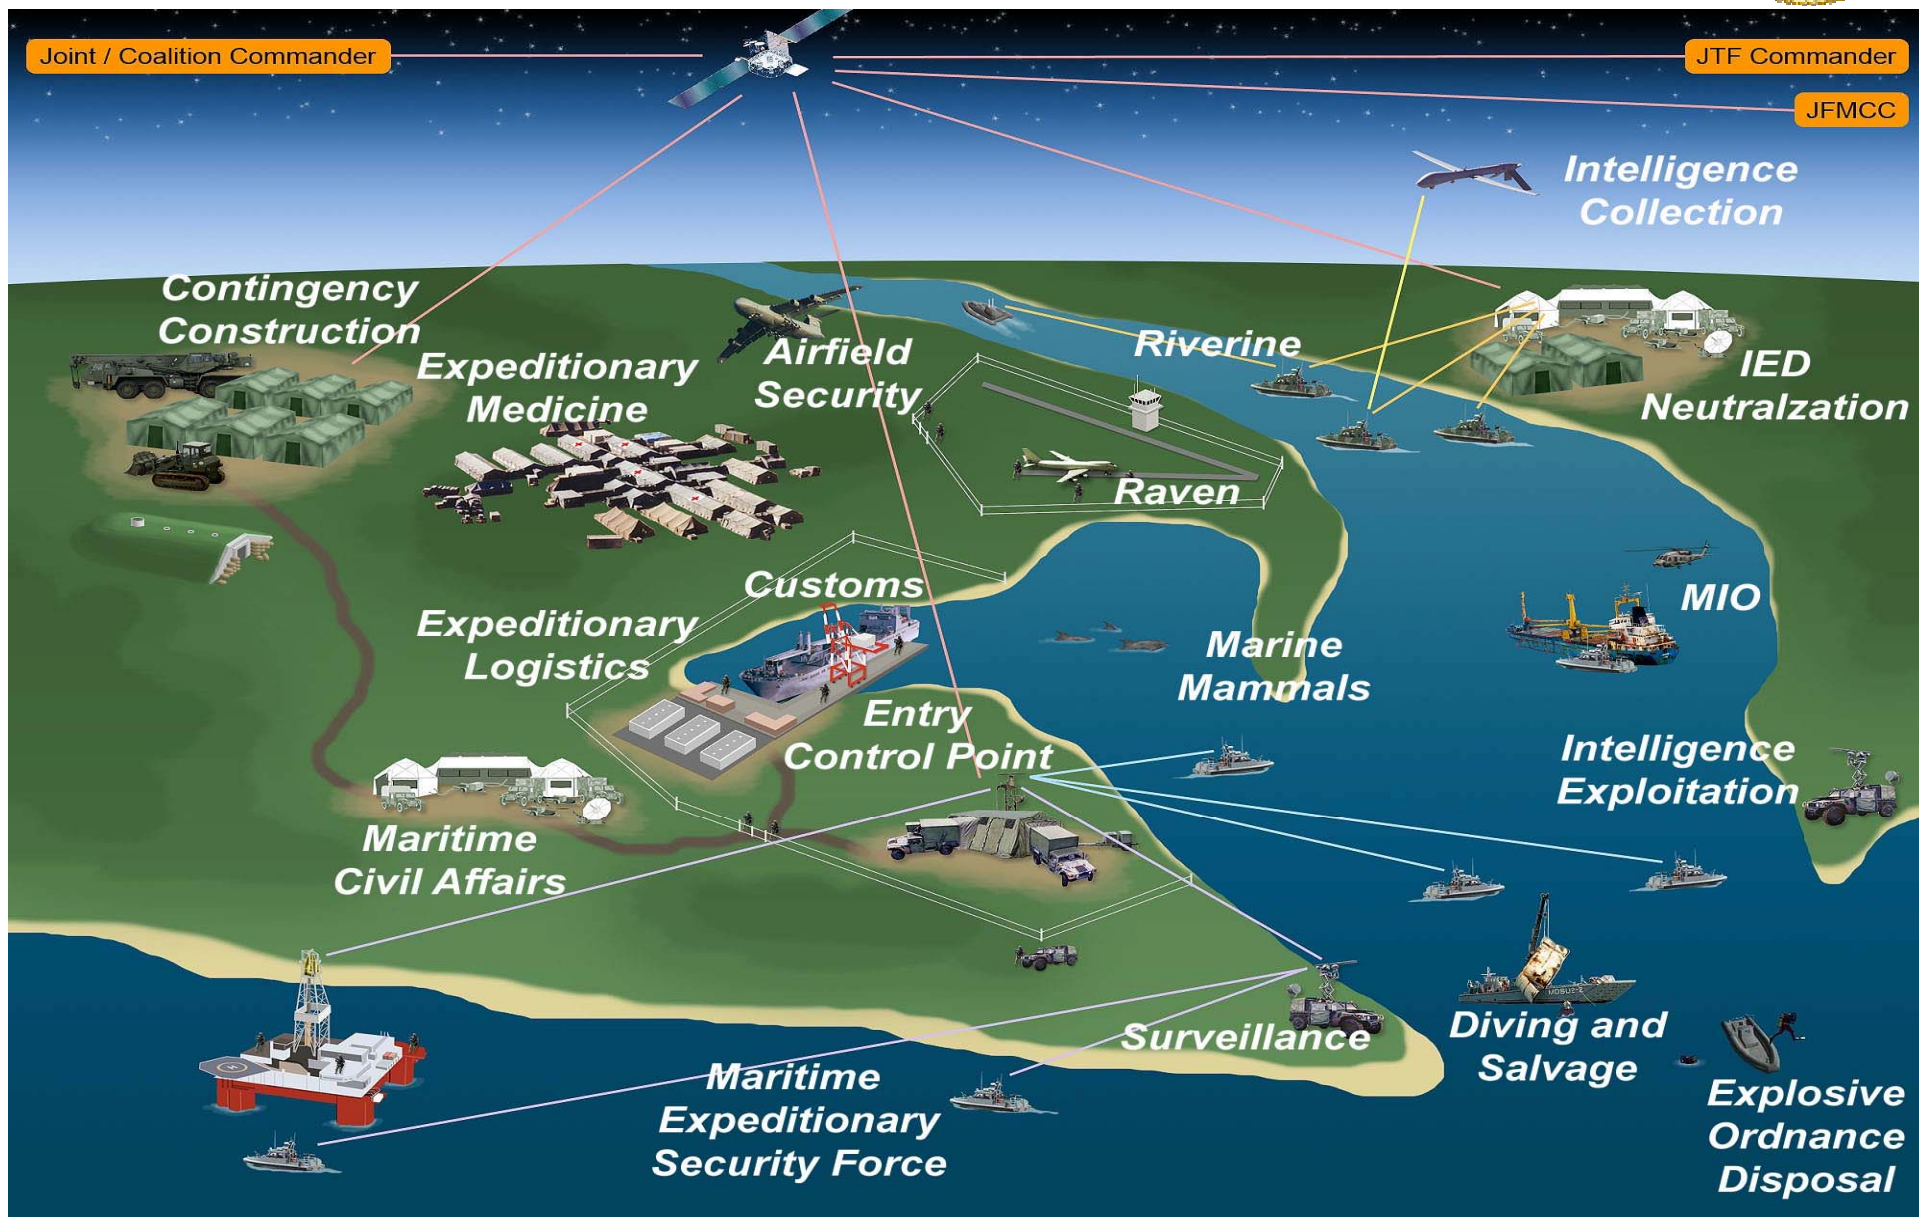 Joint / Coalition Commander
JTF Commander
JFMCC
Intelligence
Collection
Contingency
Construction
Expeditionary
Medicine
Airfield
Security
Riverine
IED
Neutralzation
Raven
Customs
Expeditionary
Logistics
MIO
Marine
Mammals
Entry
Control Point
Intelligence
Exploitation
Maritime
Civil Affairs
MDSU2-2
Surveillance
Diving and
Salvage
Maritime
Expeditionary
Security Force
Explosive
Ordnance
Disposal
H